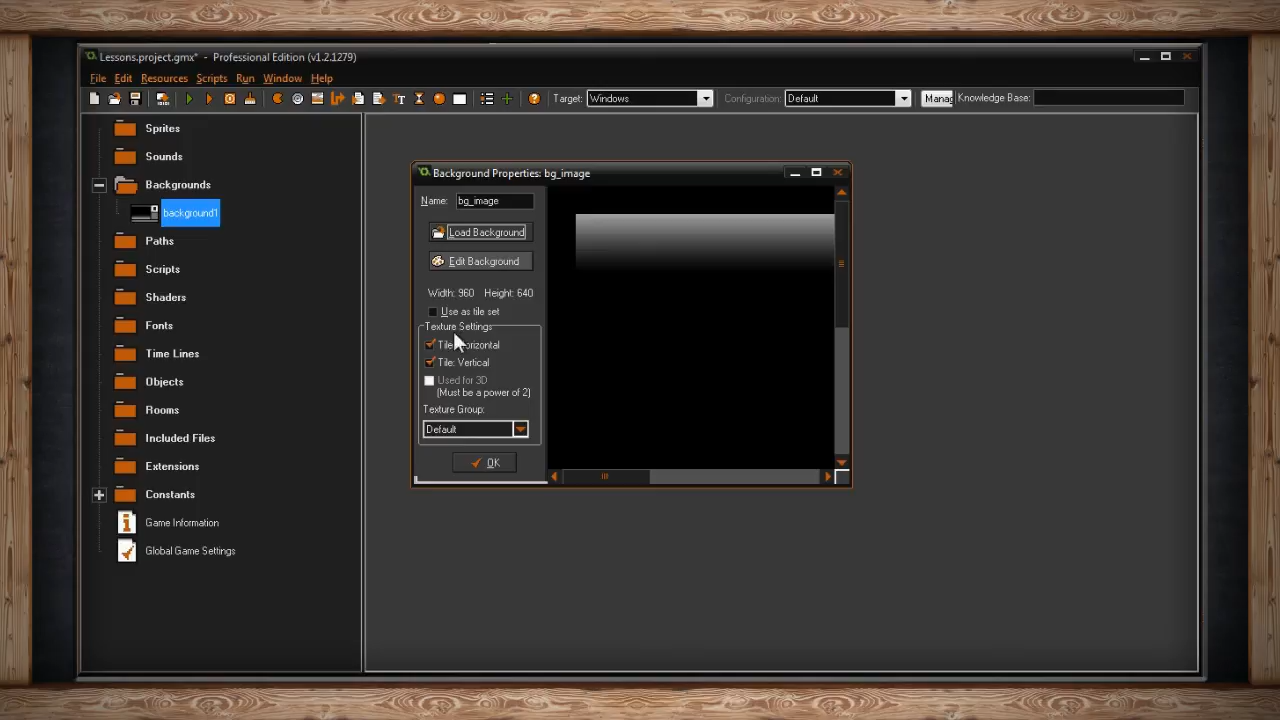 Lessons.project.gmx* - Professional Edition (v1.2.1279)
File Edit Resources Scripts Run Window Help
Target: Windows Configuration: Default Manag Knowledge Base:
Sprites
Sounds
Backgrounds
background1
Paths
Scripts
Shaders
Fonts
Time Lines
Objects
Rooms
Included Files
Extensions
Constants
Game Information
Global Game Settings
Background Properties: bg_image
Name: bg_image
Load Background
Edit Background
Width: 960 Height: 640
Use as tile set
Texture Settings
Tile: Horizontal
Tile: Vertical
Used for 3D
(Must be a power of 2)
Texture Group:
Default
OK